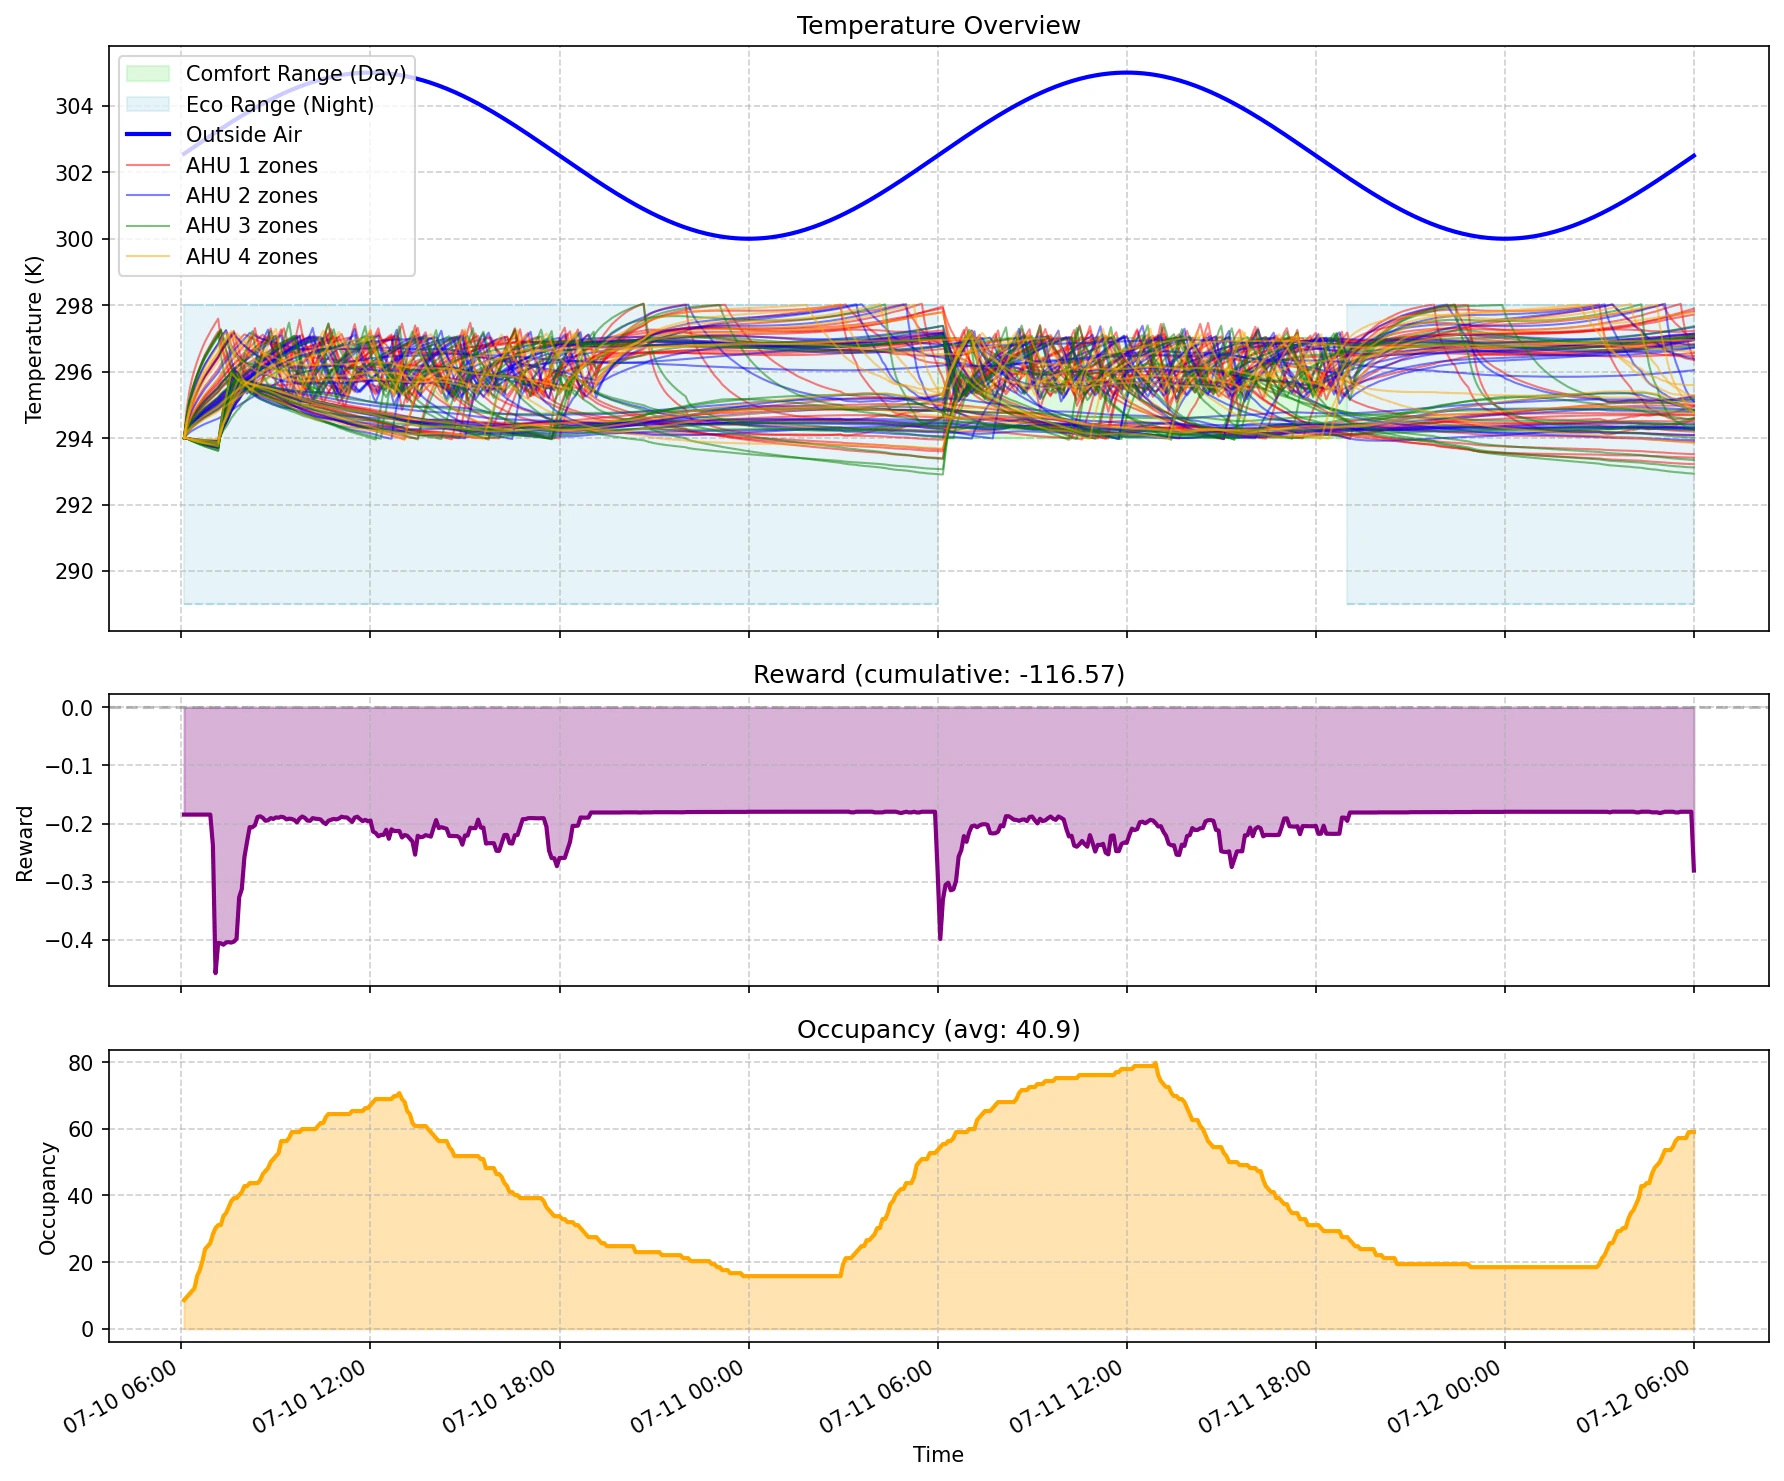 Temperature Overview
Comfort Range (Day)
Eco Range (Night)
Outside Air
AHU 1 zones
AHU 2 zones
AHU 3 zones
AHU 4 zones
Temperature (K)
304
302
300
298
296
294
292
290
Reward (cumulative: -116.57)
Reward
0.0
−0.1
−0.2
−0.3
−0.4
Occupancy (avg: 40.9)
Occupancy
80
60
40
20
0
07-10 06:00
07-10 12:00
07-10 18:00
07-11 00:00
07-11 06:00
07-11 12:00
07-11 18:00
07-12 00:00
07-12 06:00
Time